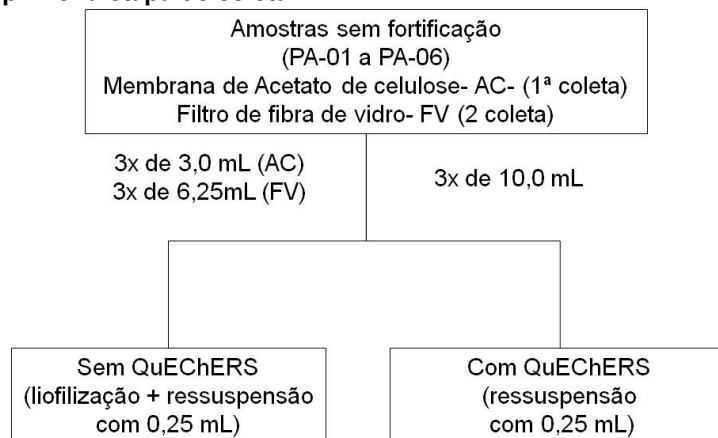 Amostras sem fortificação
(PA-01 a PA-06)
Membrana de Acetato de celulose- AC- (1ª coleta)
Filtro de fibra de vidro- FV (2 coleta)
3x de 3,0 mL (AC)
3x de 6,25mL (FV)
3x de 10,0 mL
Sem QuEChERS
(liofilização + ressuspensão
com 0,25 mL)
Com QuEChERS
(ressuspensão
com 0,25 mL)